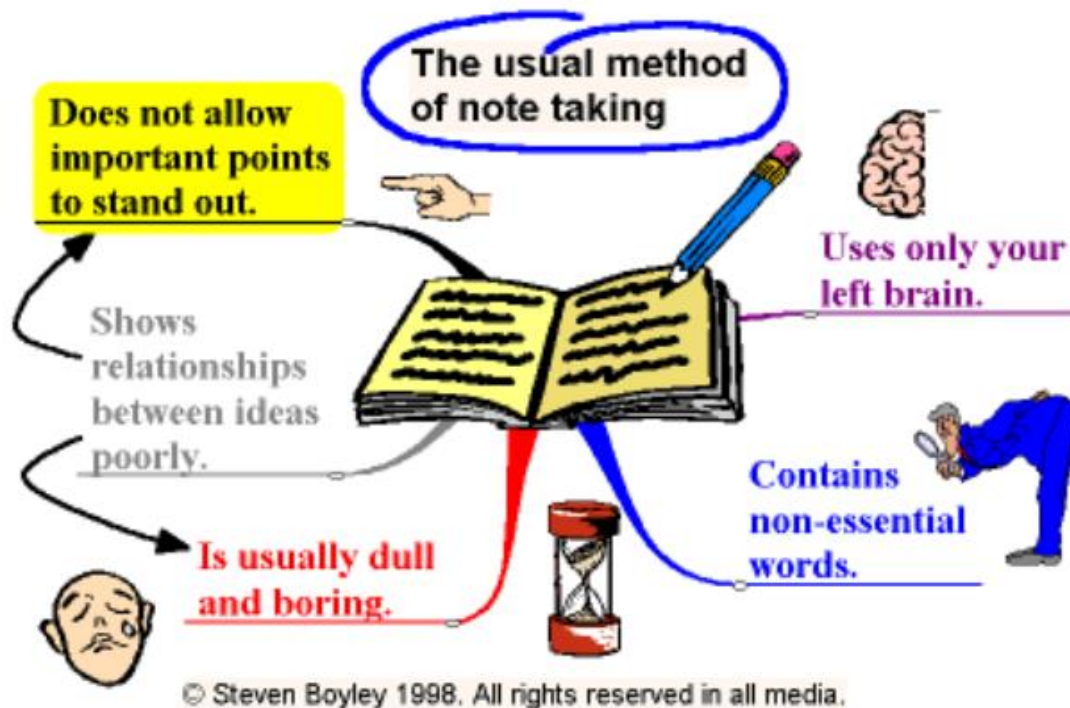 The usual method
of note taking
Does not allow
important points
to stand out.
Uses only your
left brain.
Shows
relationships
between ideas
poorly.
Contains
non-essential
words.
Is usually dull
and boring.
© Steven Boyley 1998. All rights reserved in all media.